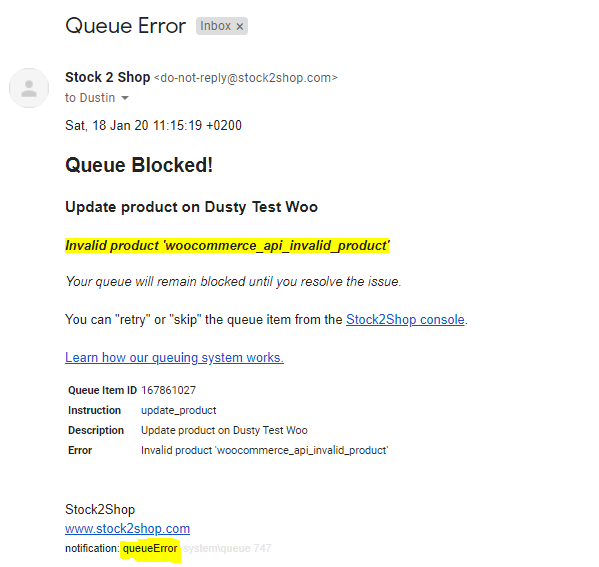 Queue Error Inbox ×
Stock 2 Shop <do-not-reply@stock2shop.com>
to Dustin
Sat, 18 Jan 20 11:15:19 +0200
Queue Blocked!
Update product on Dusty Test Woo
Invalid product 'woocommerce_api_invalid_product'
Your queue will remain blocked until you resolve the issue.
You can "retry" or "skip" the queue item from the Stock2Shop console.
Learn how our queuing system works.
Queue Item ID 167861027
Instruction update_product
Description Update product on Dusty Test Woo
Error Invalid product 'woocommerce_api_invalid_product'
Stock2Shop
www.stock2shop.com
notification: queueError system\queue 747